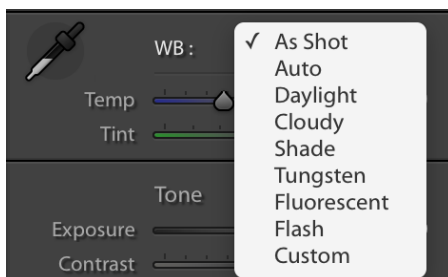 WB :
✓ As Shot
Auto
Daylight
Cloudy
Shade
Tungsten
Fluorescent
Flash
Custom
Temp
Tint
Tone
Exposure
Contrast